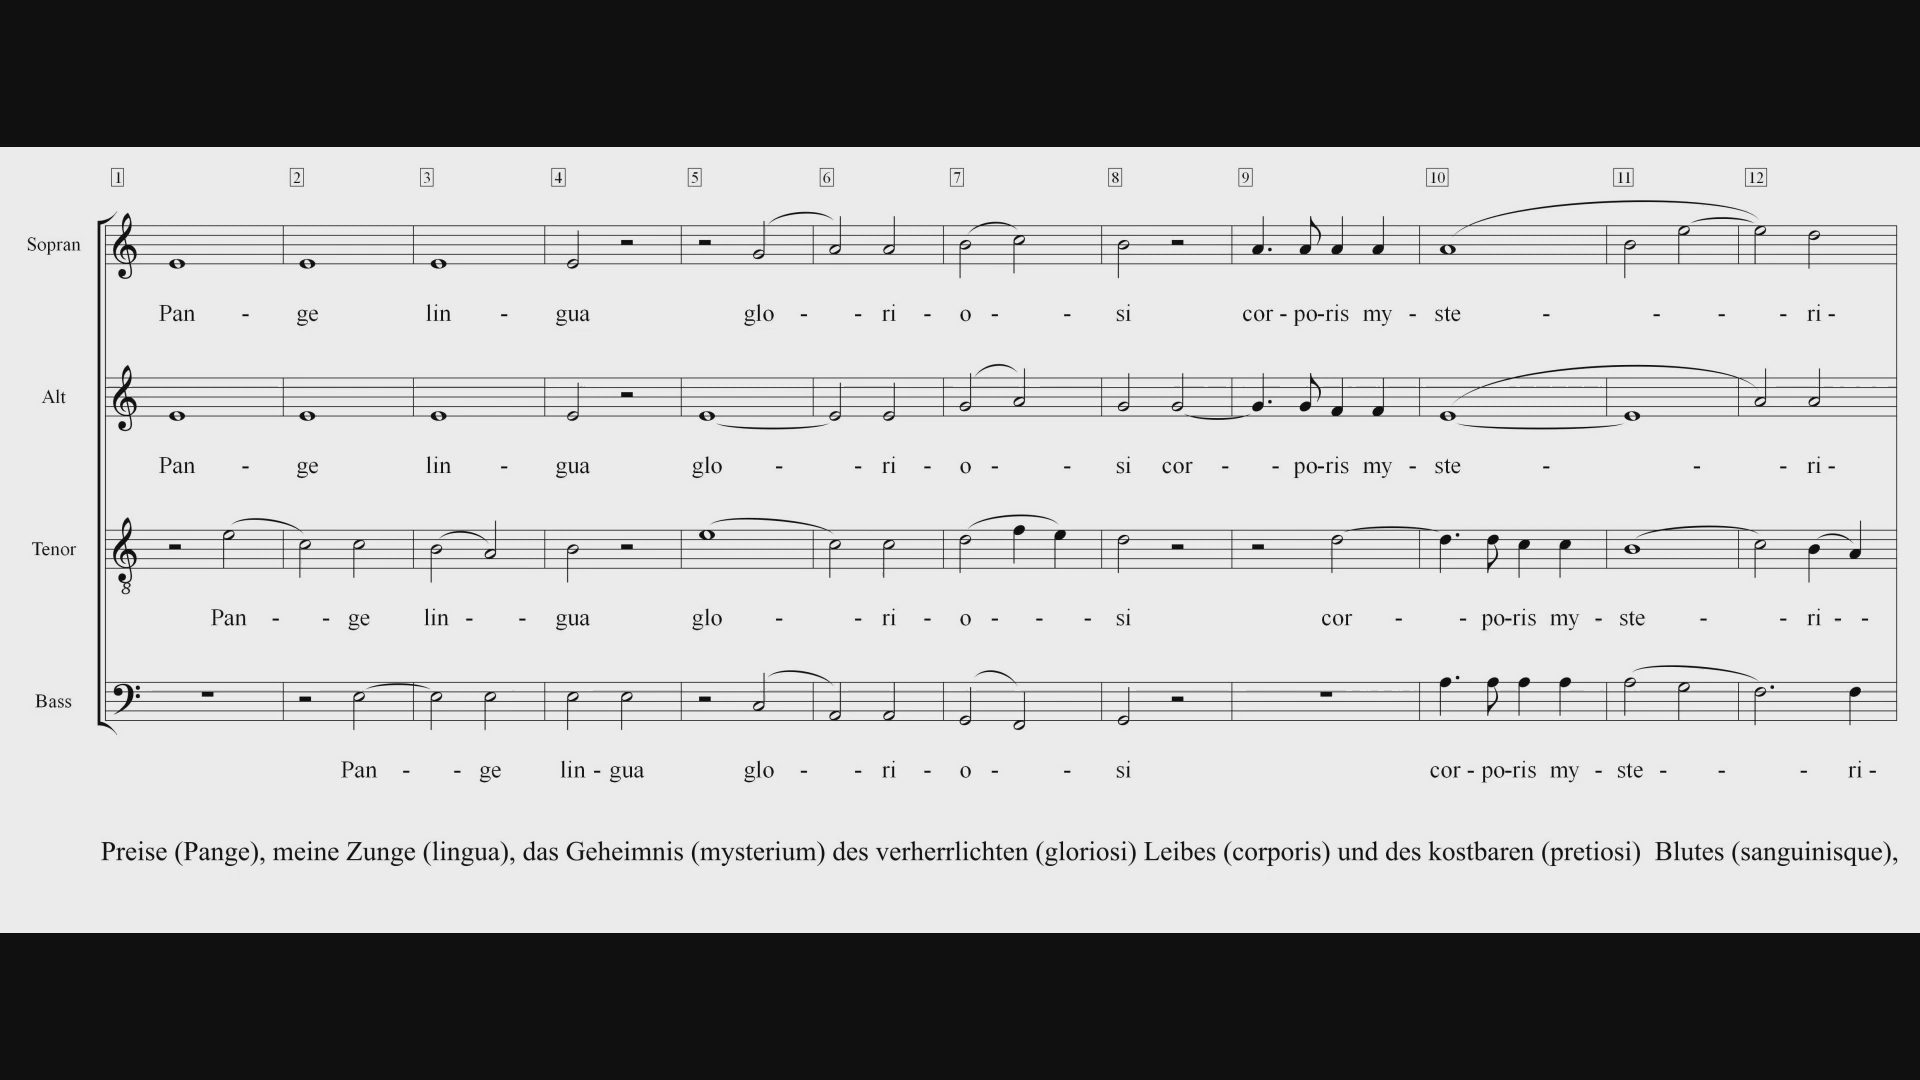 1 2 3 4 5 6 7 8 9 10 11 12
Sopran
Pan - ge lin - gua glo - - ri - o - - si cor - po-ris my - ste - - - - ri -
Alt
Pan - ge lin - gua glo - - ri - o - - si cor - - po-ris my - ste - - - ri -
Tenor
8
Pan - - ge lin - - gua glo - - ri - o - - - si cor - - po-ris my - ste - - ri - -
Bass
Pan - - ge lin - gua glo - - ri - o - - si cor - po-ris my - ste - - - ri -
Preise (Pange), meine Zunge (lingua), das Geheimnis (mysterium) des verherrlichten (gloriosi) Leibes (corporis) und des kostbaren (pretiosi) Blutes (sanguinisque),